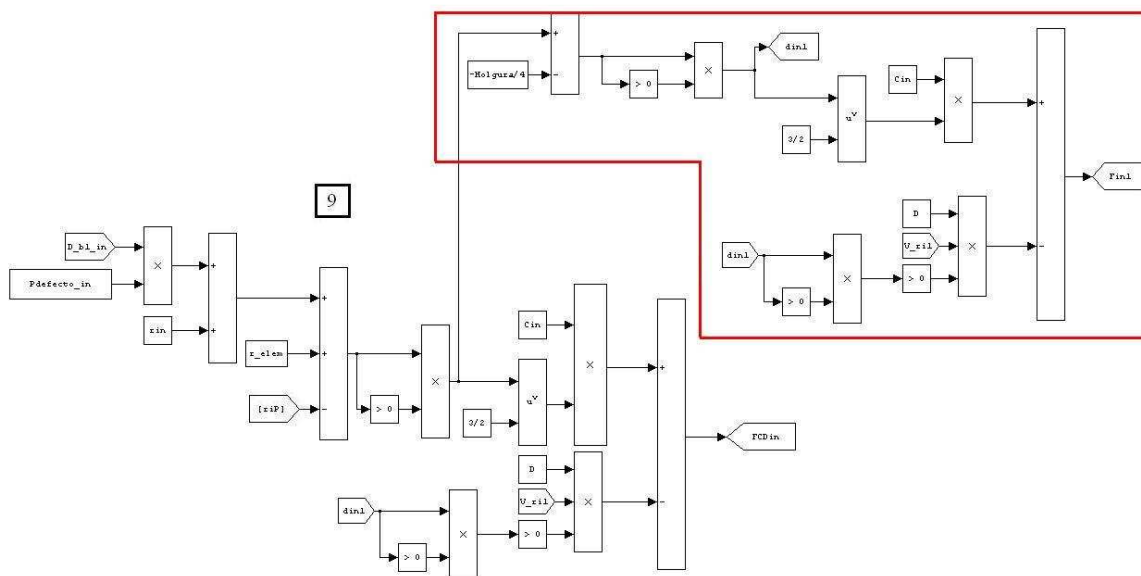 +
dinl
-Holgura/4
-
×
> 0
Cin
×
+
u^v
3/2
Finl
9
D
V_ril
×
-
D_bl_in
dinl
×
> 0
×
+
Pdefecto_in
> 0
+
Cin
rin
+
r_elem
+
×
×
+
[riP]
-
> 0
u^v
3/2
FCDin
D
V_ril
×
-
dinl
×
> 0
> 0